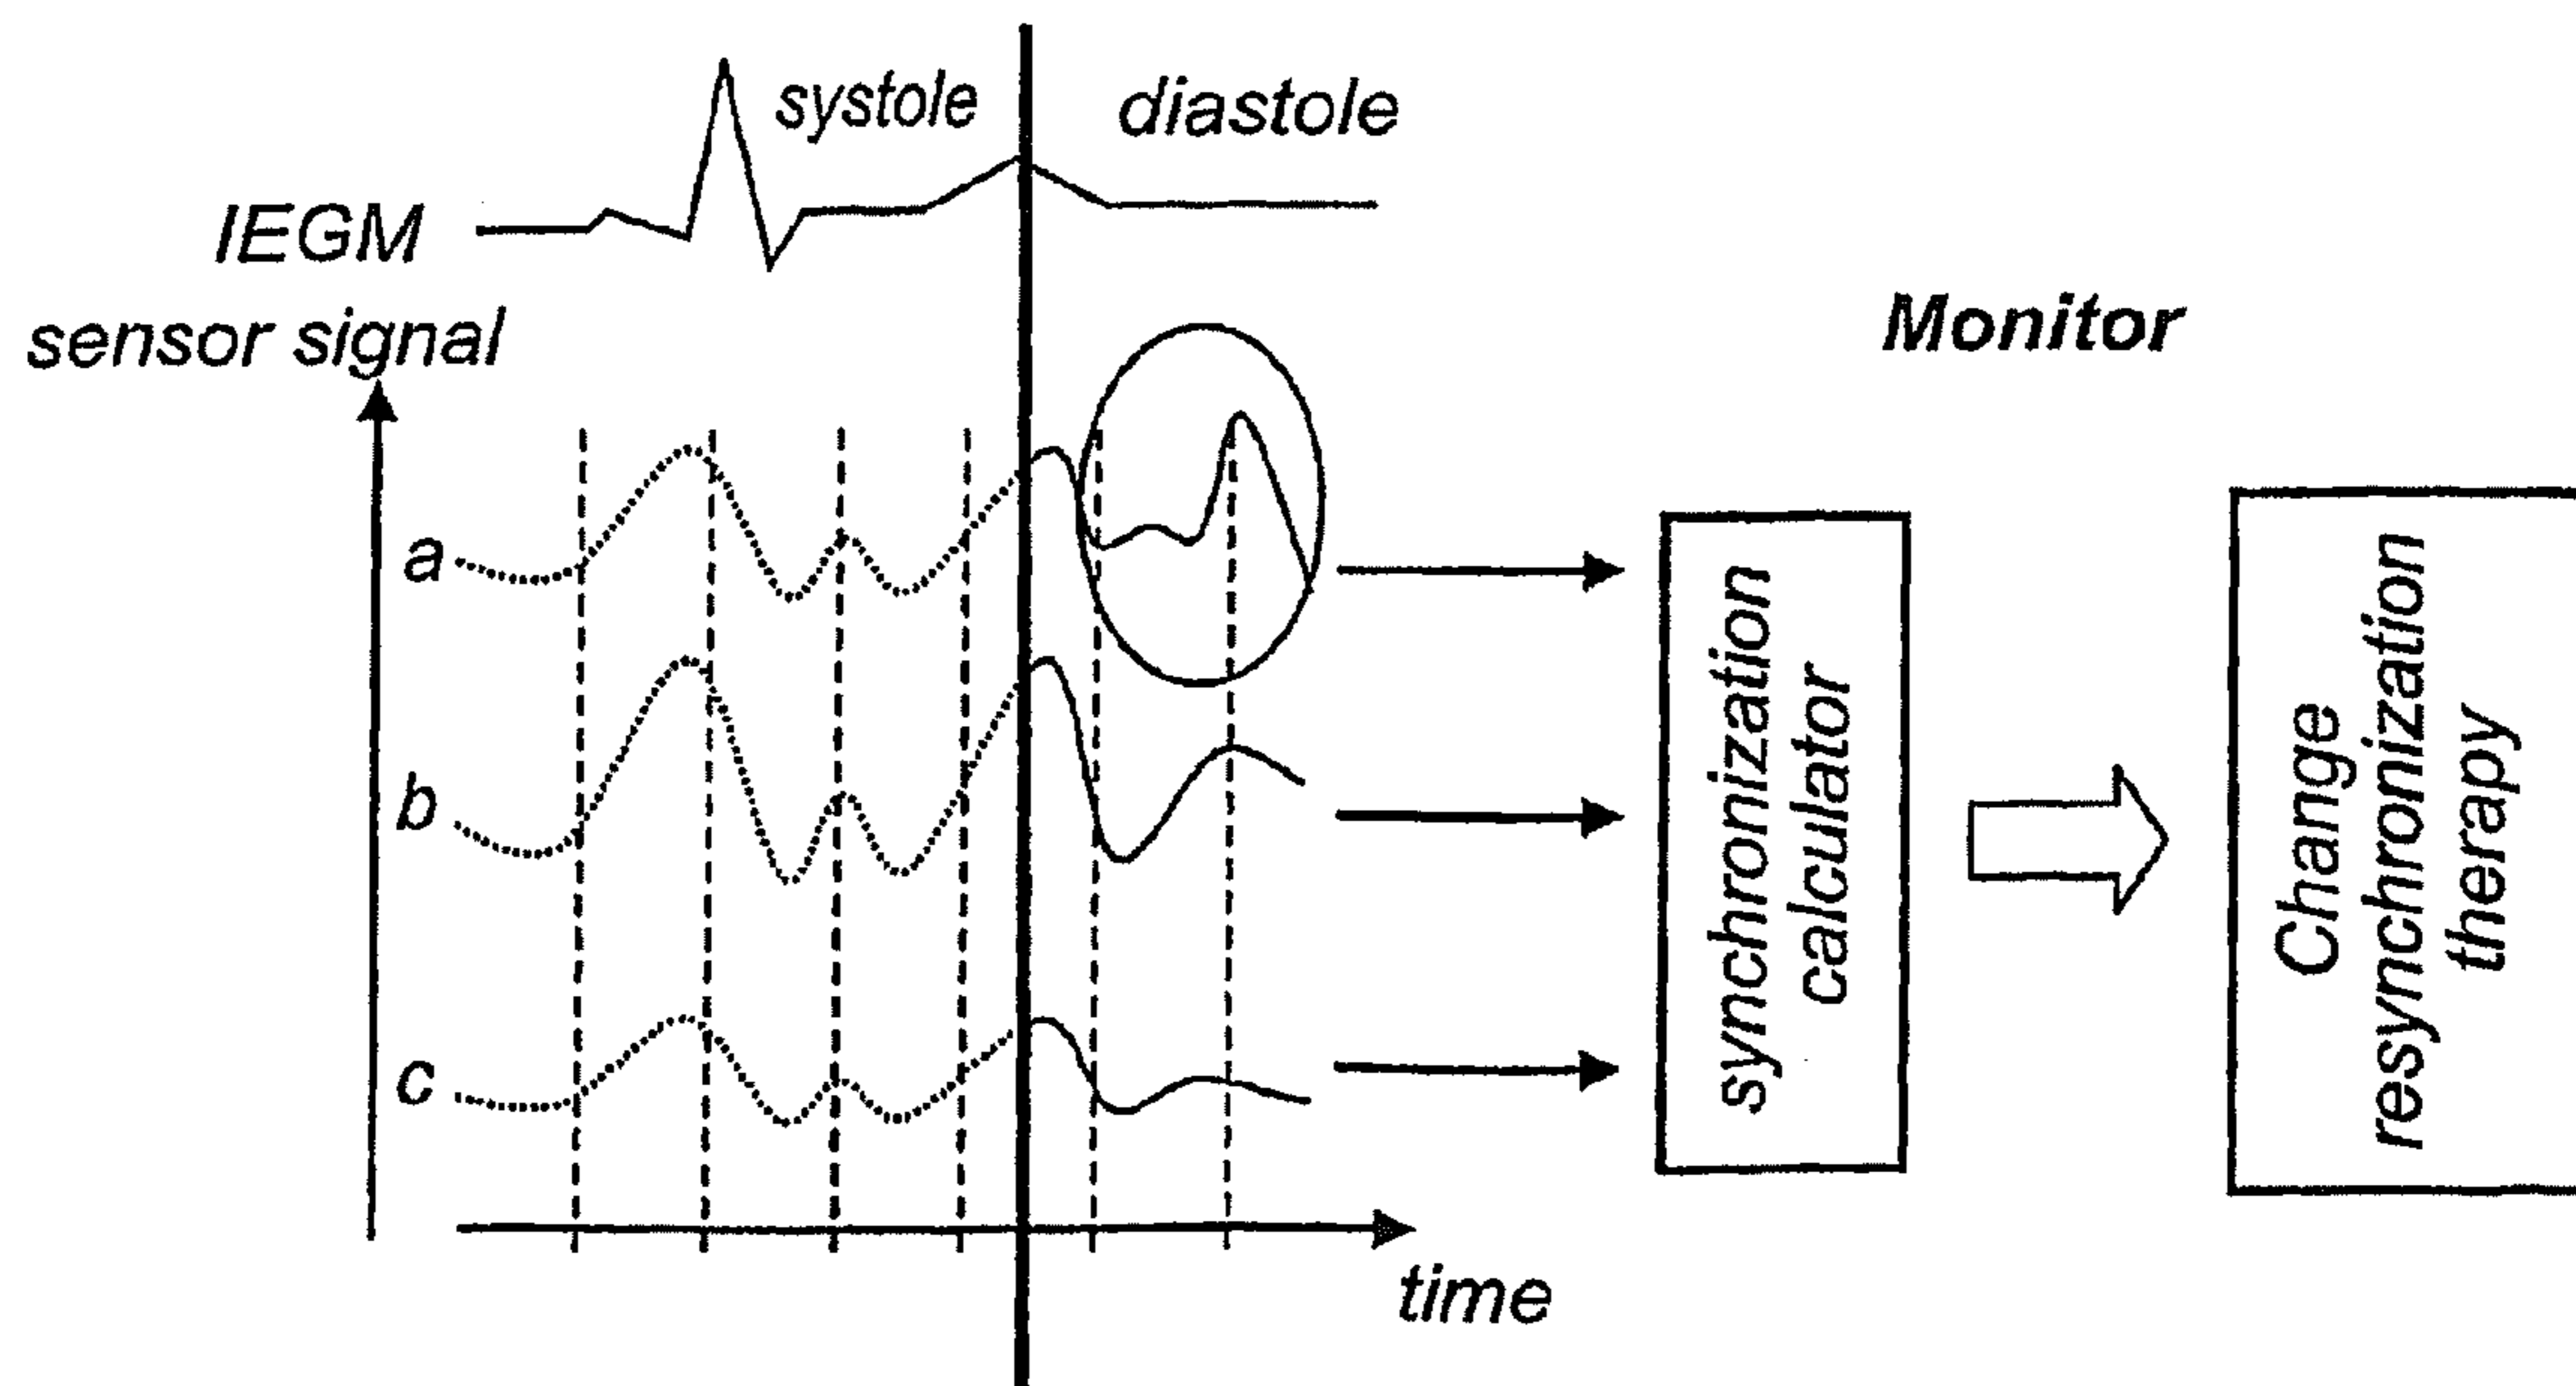 systole
diastole
IEGM
sensor signal
Monitor
a
b
c
synchronization
calculator
Change
resynchronization
therapy
time